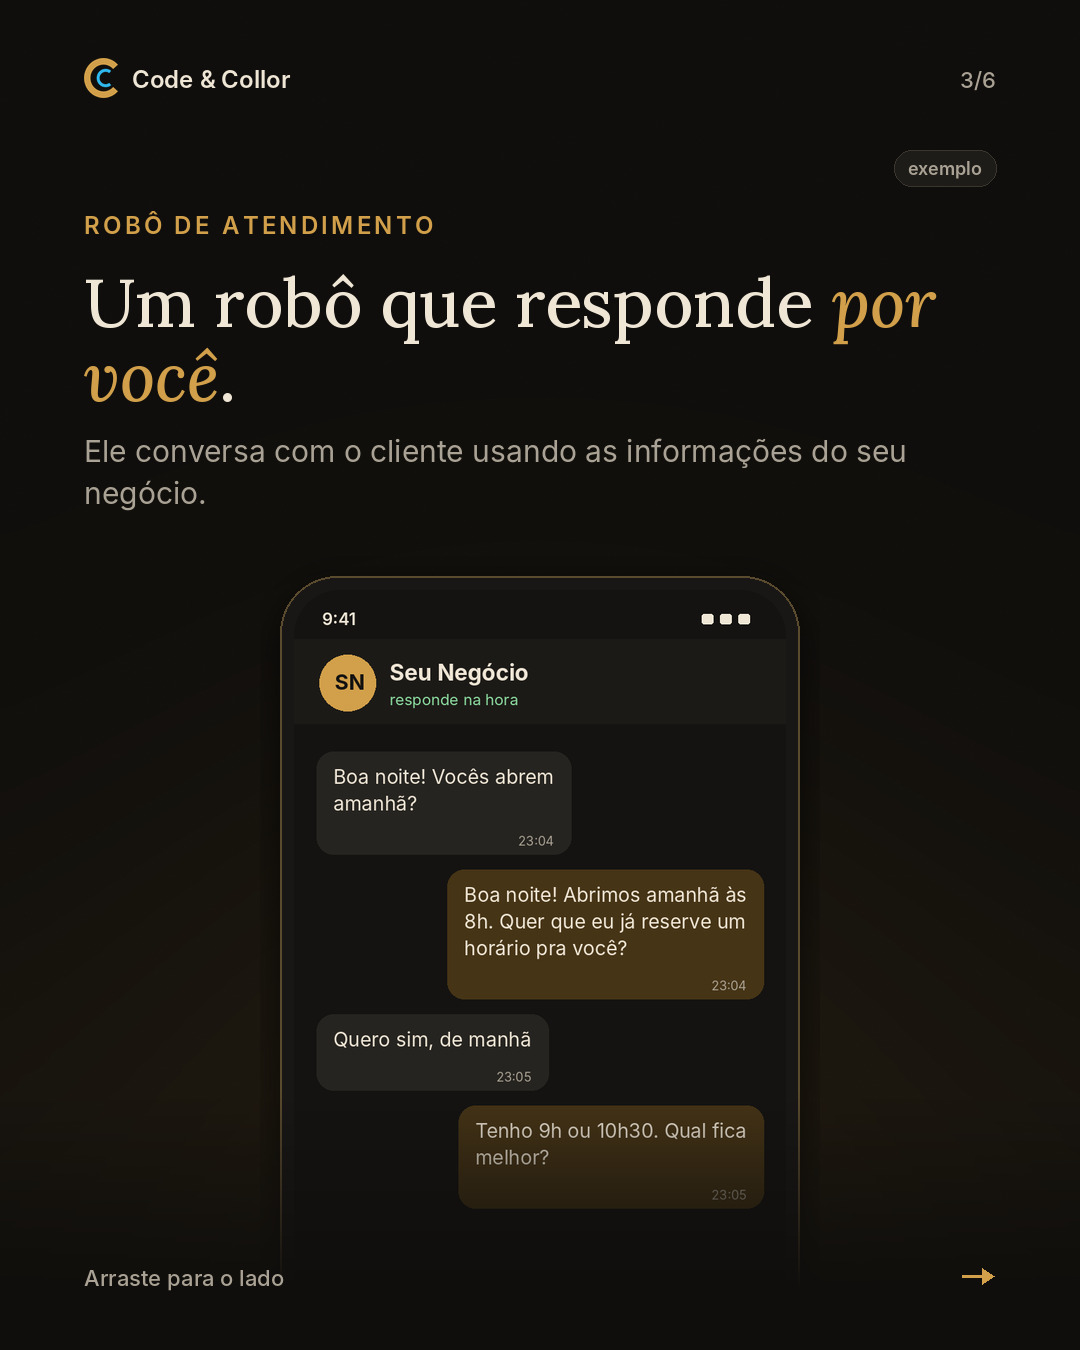 Code & Collor
3/6
exemplo
ROBÔ DE ATENDIMENTO
Um robô que responde por
você.
Ele conversa com o cliente usando as informações do seu
negócio.
9:41
SN
Seu Negócio
responde na hora
Boa noite! Vocês abrem
amanhã?
23:04
Boa noite! Abrimos amanhã às
8h. Quer que eu já reserve um
horário pra você?
23:04
Quero sim, de manhã
23:05
Tenho 9h ou 10h30. Qual fica
melhor?
23:05
Arraste para o lado